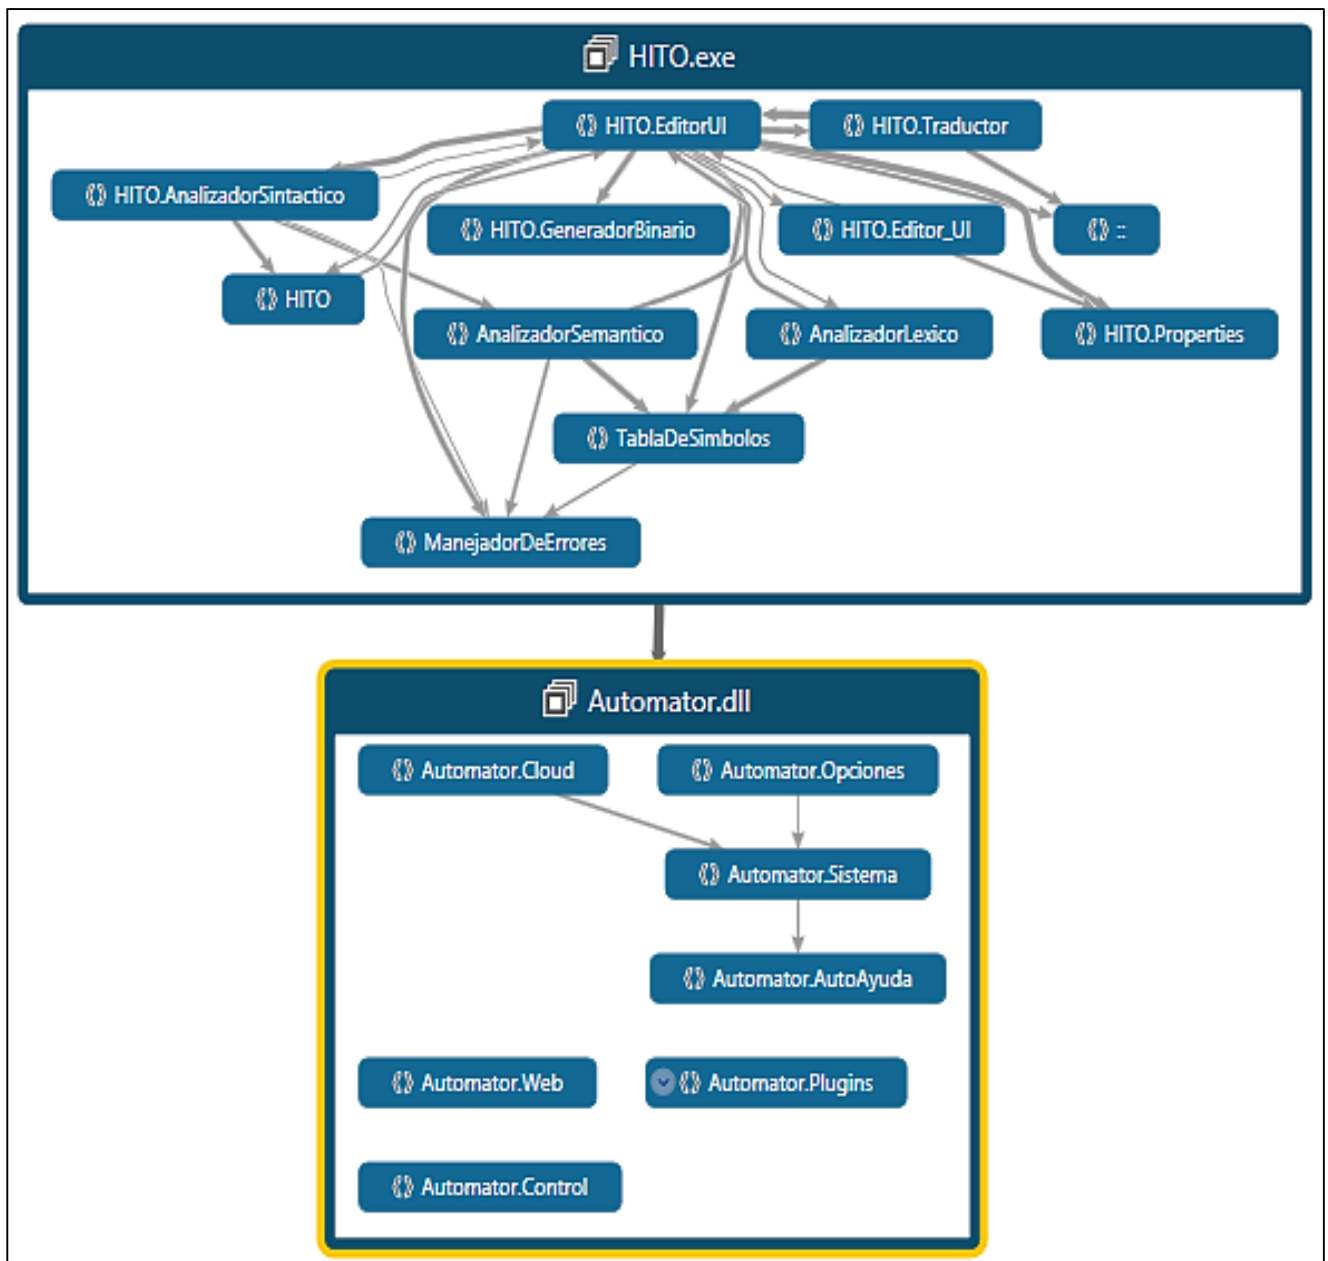 HITO.exe
HITO.EditorUI
HITO.Traductor
HITO.AnalizadorSintactico
HITO.GeneradorBinario
HITO.Editor_UI
::
HITO
AnalizadorSemantico
AnalizadorLexico
HITO.Properties
TablaDeSimbolos
ManejadorDeErrores
Automator.dll
Automator.Cloud
Automator.Opciones
Automator.Sistema
Automator.AutoAyuda
Automator.Web
Automator.Plugins
Automator.Control